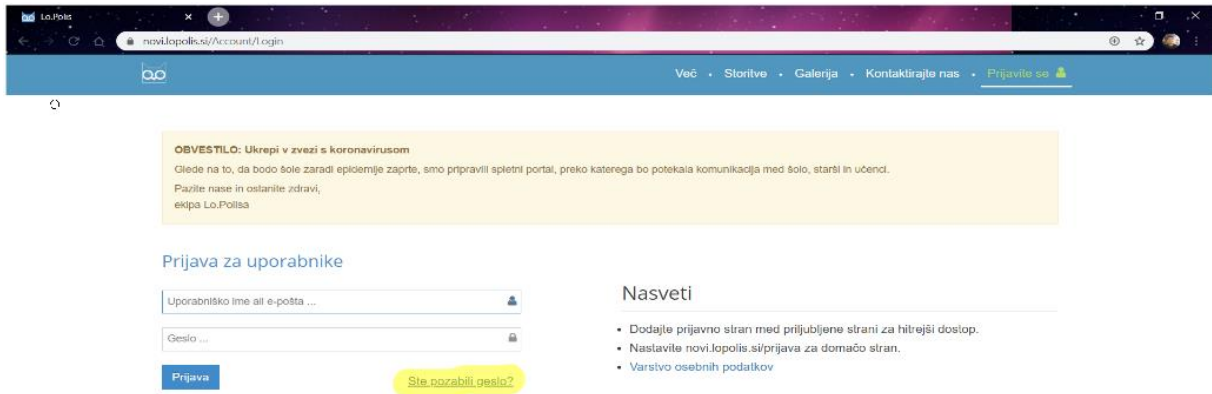 Lo.Polis
novi.lopolis.si/Account/Login
Več • Storitve • Galerija • Kontaktirajte nas • Prijavite se
OBVESTILO: Ukrepi v zvezi s koronavirusom
Glede na to, da bodo šole zaradi epidemije zaprte, smo pripravili spletni portal, preko katerega bo potekala komunikacija med šolo, starši in učenci.
Pazite nase in ostanite zdravi,
ekipa Lo.Polisa
Prijava za uporabnike
Uporabniško ime ali e-pošta ...
Geslo ...
Prijava
Ste pozabili geslo?
Nasveti
• Dodajte prijavno stran med priljubljene strani za hitrejši dostop.
• Nastavite novi.lopolis.si/prijava za domačo stran.
• Varstvo osebnih podatkov